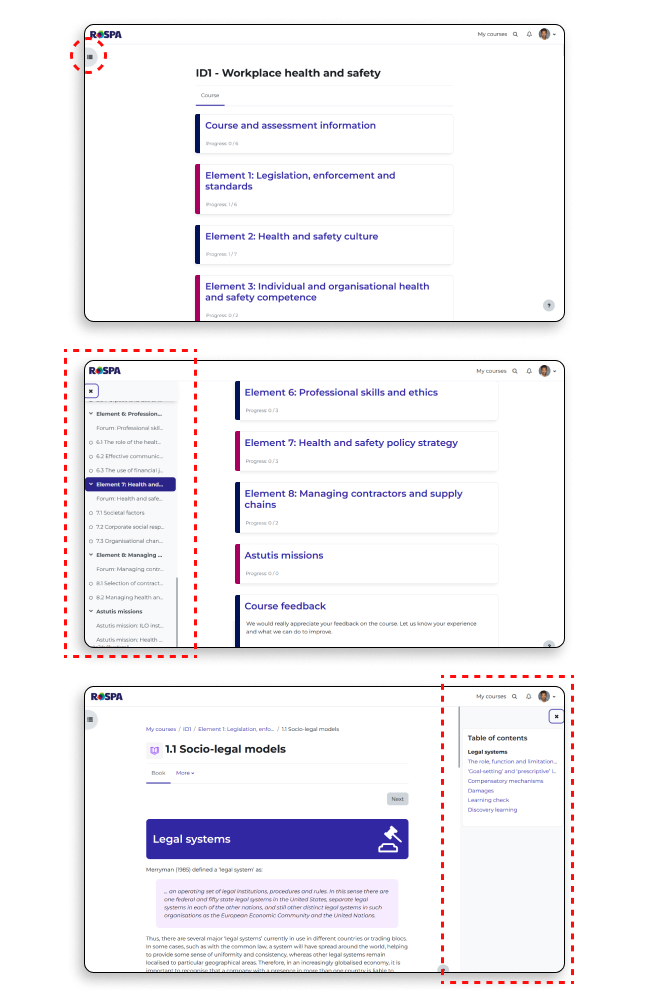 RoSPA
My courses
ID1 - Workplace health and safety
Course
Course and assessment information
Progress: 0 / 6
Element 1: Legislation, enforcement and
standards
Progress: 1 / 6
Element 2: Health and safety culture
Progress: 1 / 7
Element 3: Individual and organisational health
and safety competence
Progress: 0 / 2
?
RoSPA
My courses
Element 6: Profession...
Forum: Professional skil...
6.1 The role of the healt...
6.2 Effective communic...
6.3 The use of financial j...
Element 7: Health and...
Forum: Health and safe...
7.1 Societal factors
7.2 Corporate social resp...
7.3 Organisational chan...
Element 8: Managing ...
Forum: Managing contr...
8.1 Selection of contract...
8.2 Managing health an...
Astutis missions
Astutis mission: ILO inst...
Astutis mission: Health ...
Element 6: Professional skills and ethics
Progress: 0 / 3
Element 7: Health and safety policy strategy
Progress: 0 / 3
Element 8: Managing contractors and supply
chains
Progress: 0 / 2
Astutis missions
Progress: 0 / 0
Course feedback
We would really appreciate your feedback on the course. Let us know your experience
and what we can do to improve.
RoSPA
My courses
My courses / ID1 / Element 1: Legislation, enfo... / 1.1 Socio-legal models
1.1 Socio-legal models
Book More
Next
Legal systems
Merryman (1985) defined a 'legal system' as:
... an operating set of legal institutions, procedures and rules. In this sense there are
one federal and fifty state legal systems in the United States, separate legal
systems in each of the other nations, and still other distinct legal systems in such
organisations as the European Economic Community and the United Nations.
Thus, there are several major 'legal systems' currently in use in different countries or trading blocs.
In some cases, such as with the common law, a system will have spread around the world, helping
to provide some sense of uniformity and consistency, whereas other legal systems remain
localised to particular geographical areas. Therefore, in an increasingly globalised economy, it is
important to recognise that a company with a presence in more than one country is liable to
Table of contents
Legal systems
The role, function and limitation...
'Goal-setting' and 'prescriptive' l...
Compensatory mechanisms
Damages
Learning check
Discovery learning